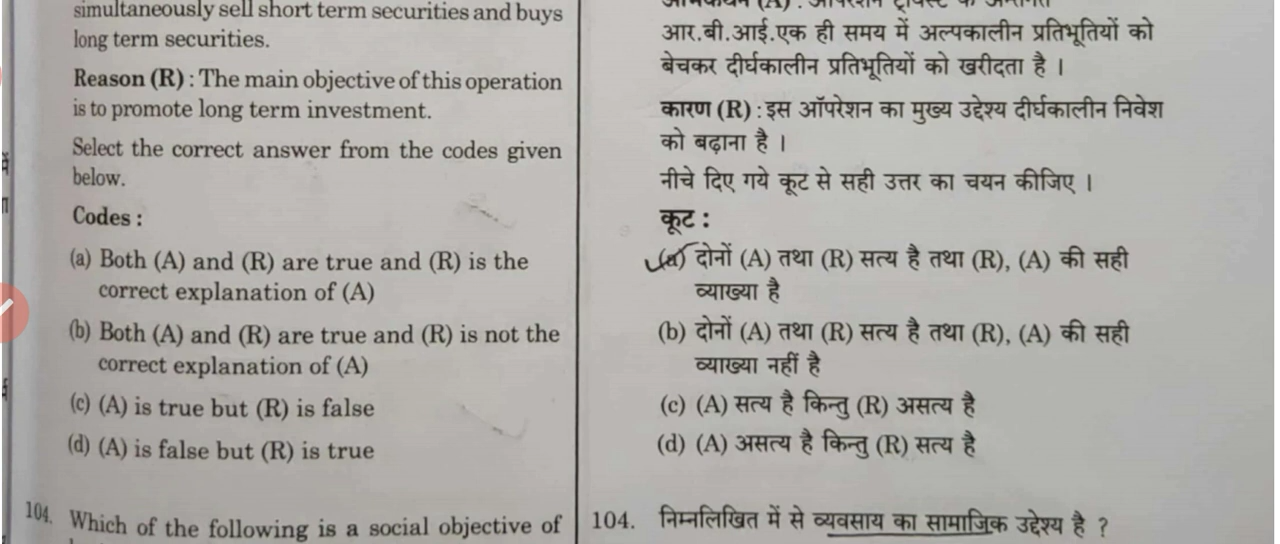 simultaneously sell short term securities and buys
long term securities.
Reason (R) : The main objective of this operation
is to promote long term investment.
Select the correct answer from the codes given
below.
Codes :
(a) Both (A) and (R) are true and (R) is the
correct explanation of (A)
(b) Both (A) and (R) are true and (R) is not the
correct explanation of (A)
(c) (A) is true but (R) is false
(d) (A) is false but (R) is true
104. Which of the following is a social objective of
आर.बी.आई.एक ही समय में अल्पकालीन प्रतिभूतियों को
बेचकर दीर्घकालीन प्रतिभूतियों को खरीदता है ।
कारण (R) : इस ऑपरेशन का मुख्य उद्देश्य दीर्घकालीन निवेश
को बढ़ाना है ।
नीचे दिए गये कूट से सही उत्तर का चयन कीजिए ।
कूट :
(a) दोनों (A) तथा (R) सत्य है तथा (R), (A) की सही
व्याख्या है
(b) दोनों (A) तथा (R) सत्य है तथा (R), (A) की सही
व्याख्या नहीं है
(c) (A) सत्य है किन्तु (R) असत्य है
(d) (A) असत्य है किन्तु (R) सत्य है
104. निम्नलिखित में से व्यवसाय का सामाजिक उद्देश्य है ?